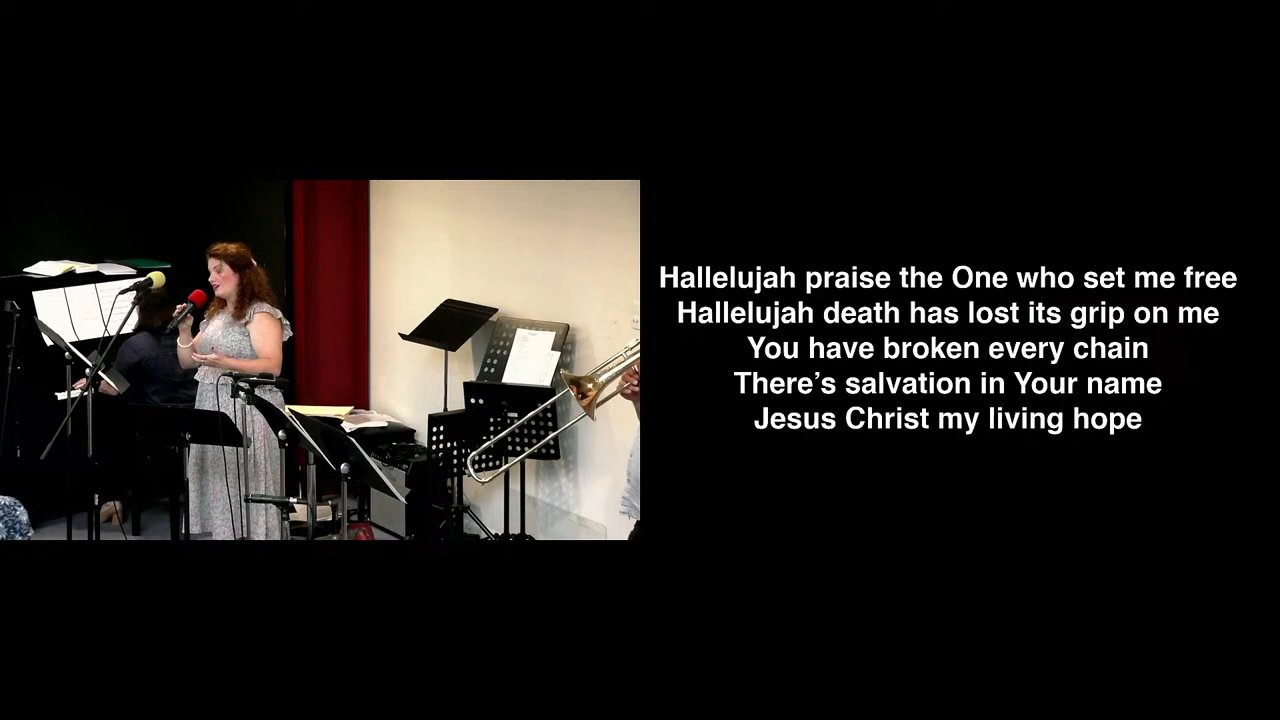 Hallelujah praise the One who set me free
Hallelujah death has lost its grip on me
You have broken every chain
There’s salvation in Your name
Jesus Christ my living hope